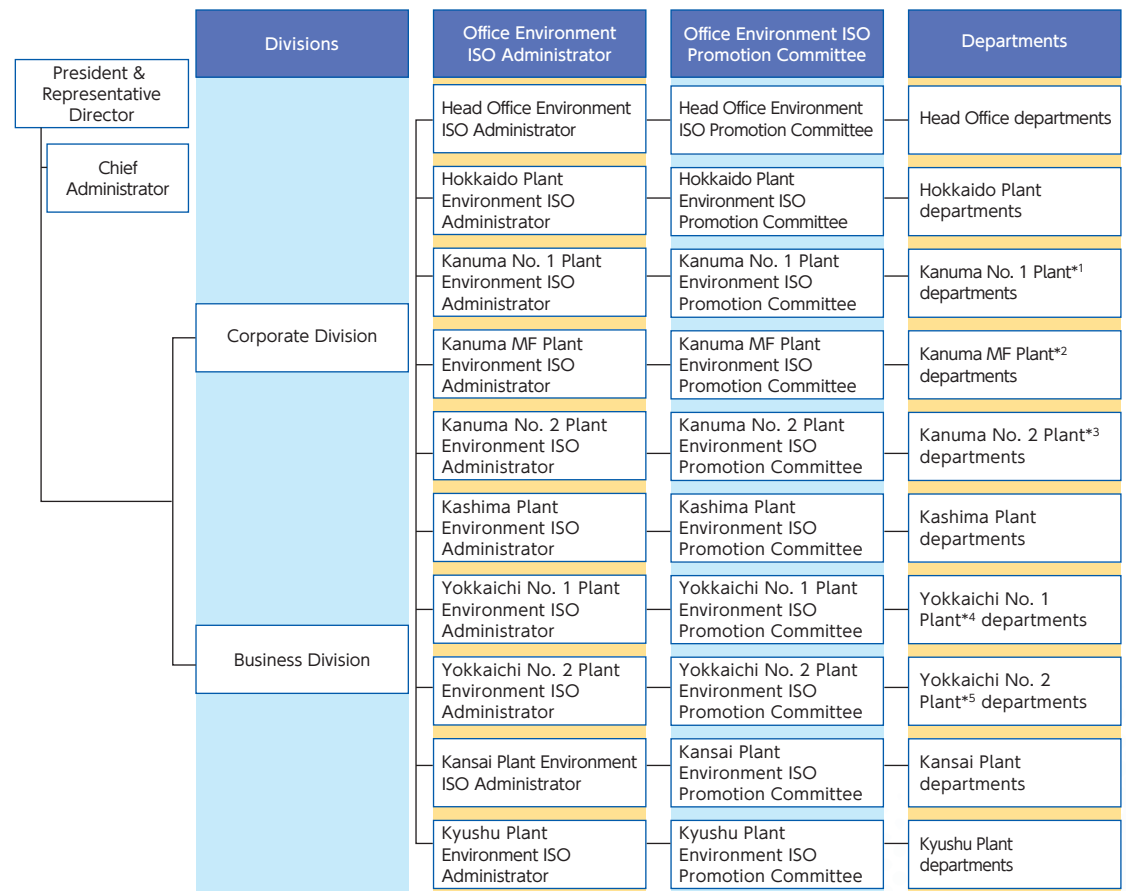 Divisions
Office Environment
ISO Administrator
Office Environment ISO
Promotion Committee
Departments
President &
Representative
Director
Chief
Administrator
Corporate Division
Business Division
Head Office Environment
ISO Administrator
Head Office Environment
ISO Promotion Committee
Head Office departments
Hokkaido Plant
Environment ISO
Administrator
Hokkaido Plant
Environment ISO
Promotion Committee
Hokkaido Plant
departments
Kanuma No. 1 Plant
Environment ISO
Administrator
Kanuma No. 1 Plant
Environment ISO
Promotion Committee
Kanuma No. 1 Plant*1
departments
Kanuma MF Plant
Environment ISO
Administrator
Kanuma MF Plant
Environment ISO
Promotion Committee
Kanuma MF Plant*2
departments
Kanuma No. 2 Plant
Environment ISO
Administrator
Kanuma No. 2 Plant
Environment ISO
Promotion Committee
Kanuma No. 2 Plant*3
departments
Kashima Plant
Environment ISO
Administrator
Kashima Plant
Environment ISO
Promotion Committee
Kashima Plant
departments
Yokkaichi No. 1 Plant
Environment ISO
Administrator
Yokkaichi No. 1 Plant
Environment ISO
Promotion Committee
Yokkaichi No. 1
Plant*4 departments
Yokkaichi No. 2 Plant
Environment ISO
Administrator
Yokkaichi No. 2 Plant
Environment ISO
Promotion Committee
Yokkaichi No. 2
Plant*5 departments
Kansai Plant Environment
ISO Administrator
Kansai Plant
Environment ISO
Promotion Committee
Kansai Plant
departments
Kyushu Plant
Environment ISO
Administrator
Kyushu Plant
Environment ISO
Promotion Committee
Kyushu Plant
departments